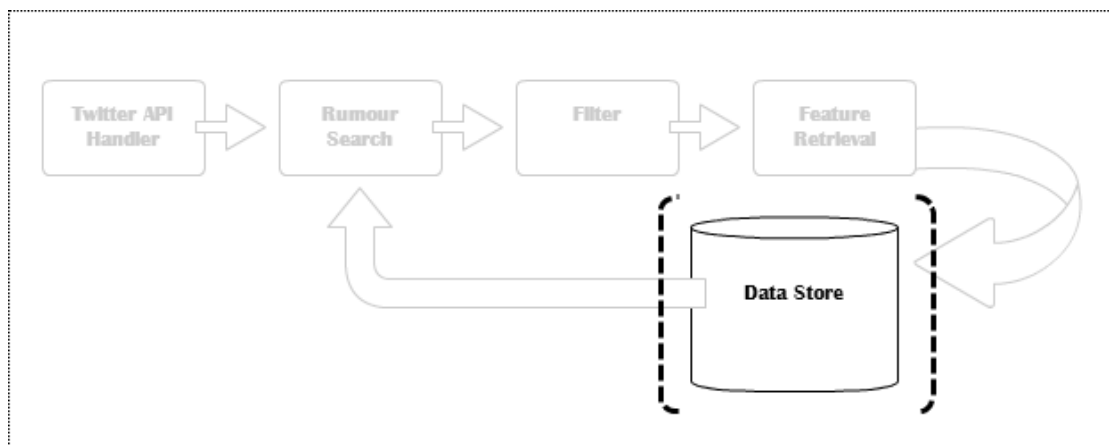 Twitter API
Handler
Rumour
Search
Filter
Feature
Retrieval
Data Store